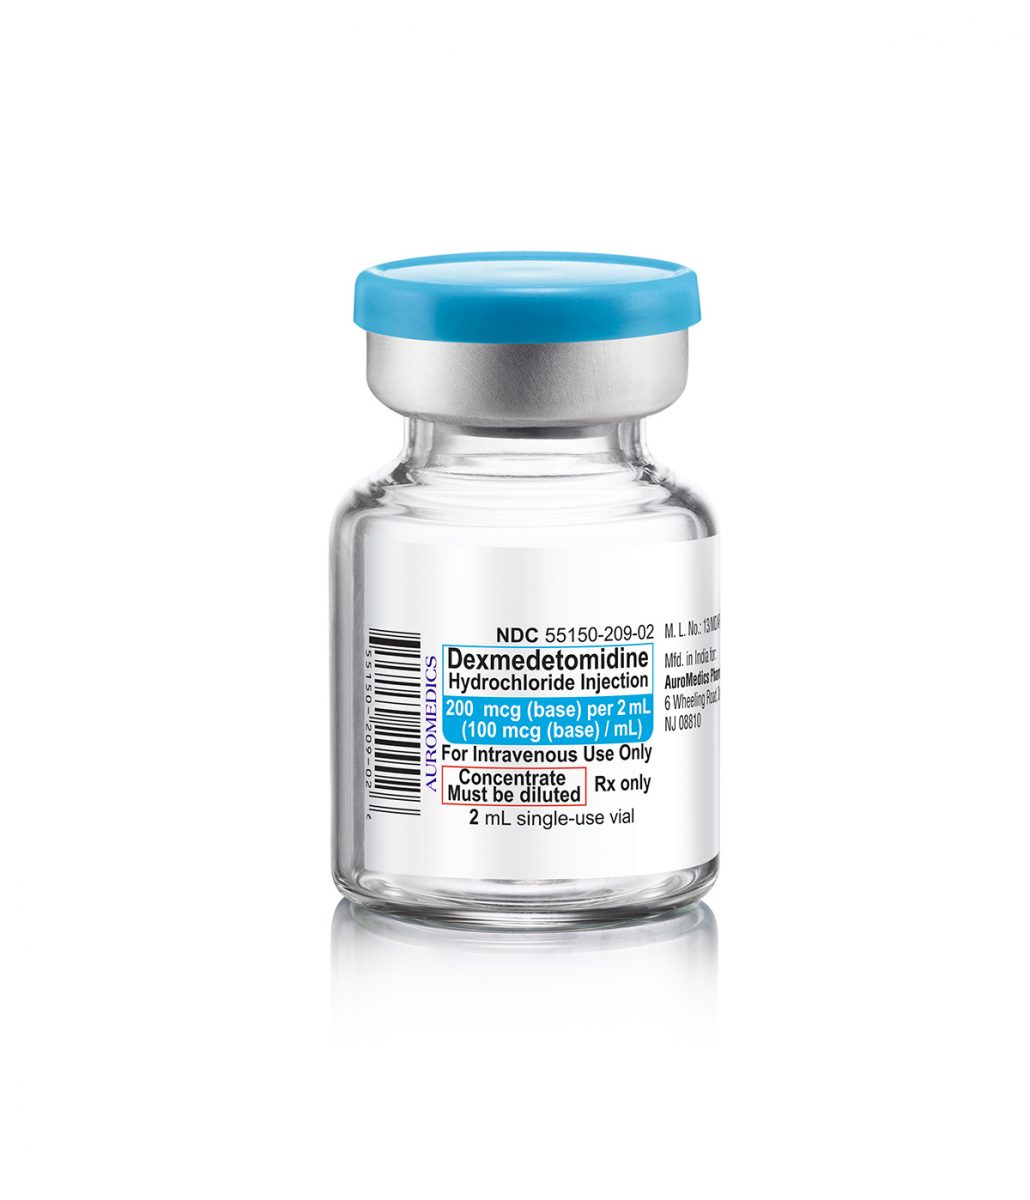 NDC 55150-209-02
Dexmedetomidine
Hydrochloride Injection
200 mcg (base) per 2 mL
(100 mcg (base) / mL)
For Intravenous Use Only
Concentrate
Must be diluted
Rx only
2 mL single-use vial
AUROMEDICS
55150-209-02
M. L. No.:
Mfd. in India for:
AuroMedics
6 Wheeling Road,
NJ 08810